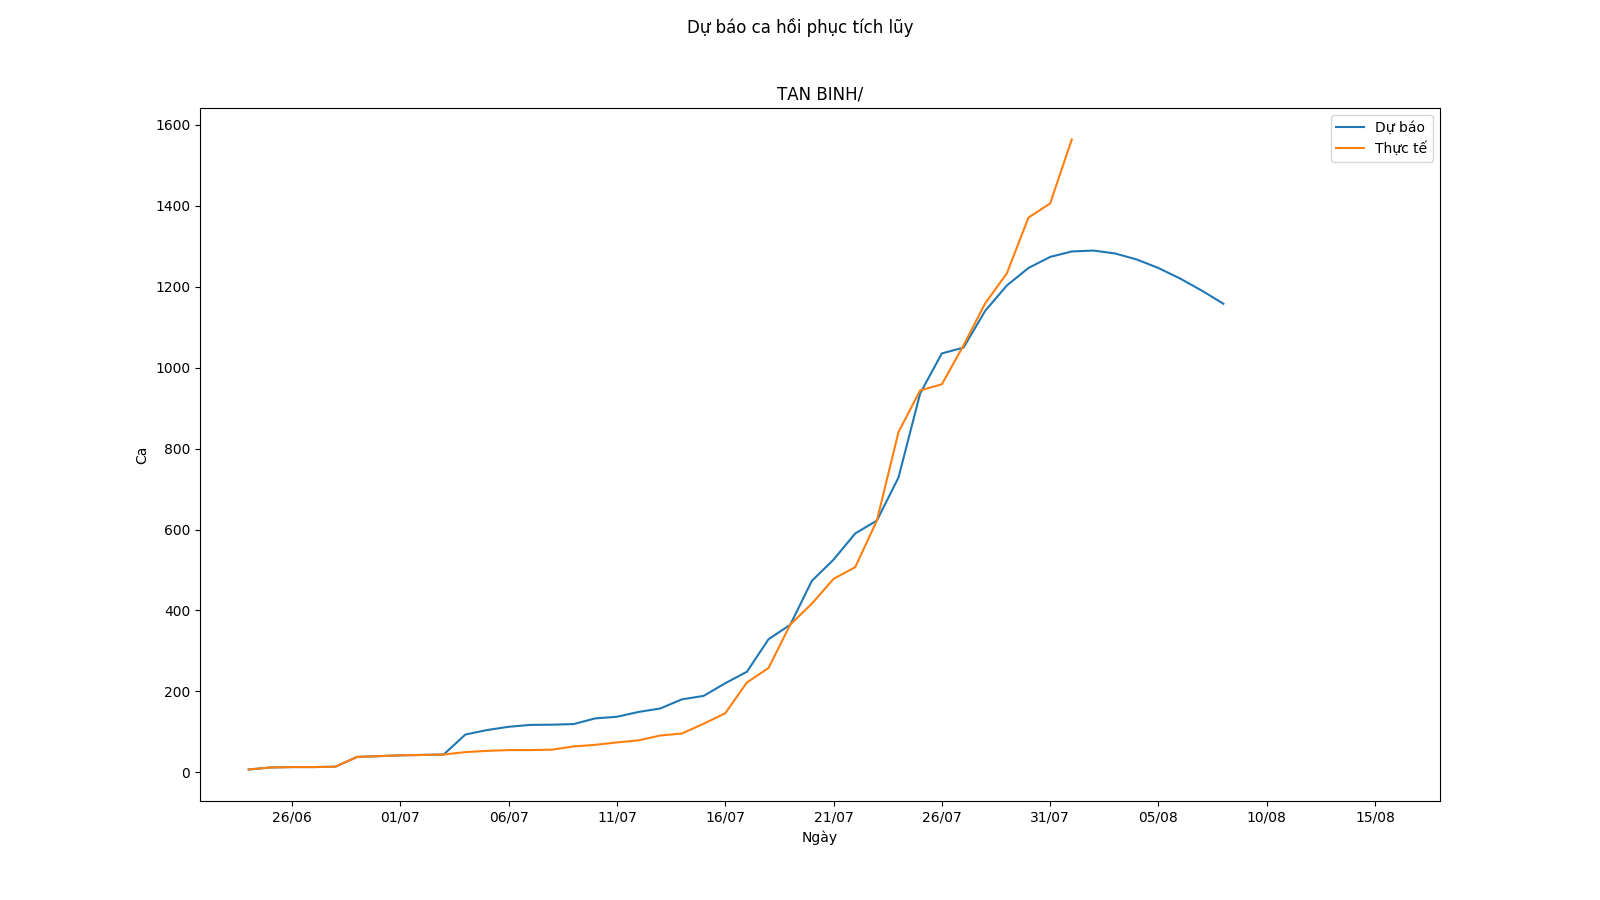 Dự báo ca hồi phục tích lũy
TAN BINH/
Dự báo
Thực tế
1600
1400
1200
1000
800
600
400
200
0
Ca
26/06 01/07 06/07 11/07 16/07 21/07 26/07 31/07 05/08 10/08 15/08
Ngày